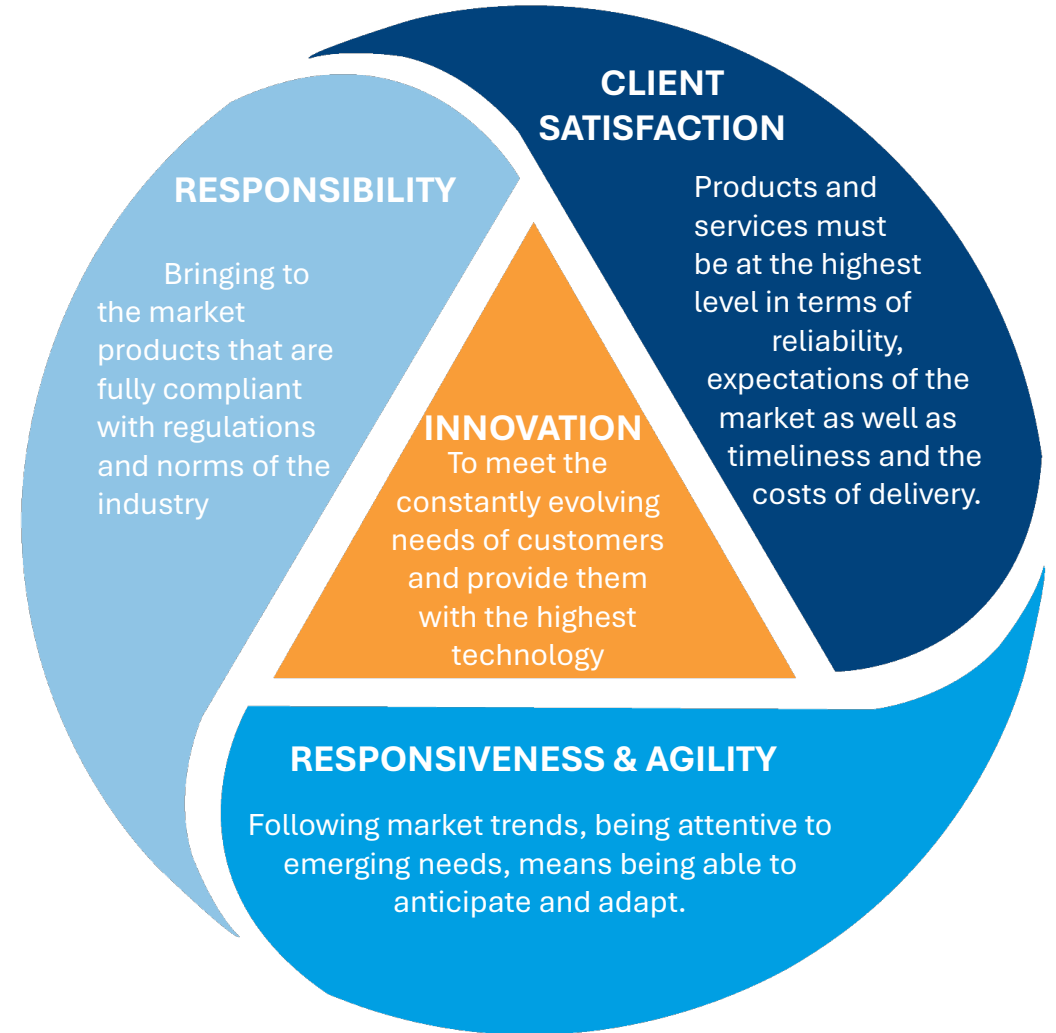 CLIENT
SATISFACTION
Products and
services must
be at the highest
level in terms of
reliability,
expectations of the
market as well as
timeliness and the
costs of delivery.
RESPONSIBILITY
Bringing to
the market
products that are
fully compliant
with regulations
and norms of the
industry
INNOVATION
To meet the
constantly evolving
needs of customers
and provide them
with the highest
technology
RESPONSIVENESS & AGILITY
Following market trends, being attentive to
emerging needs, means being able to
anticipate and adapt.